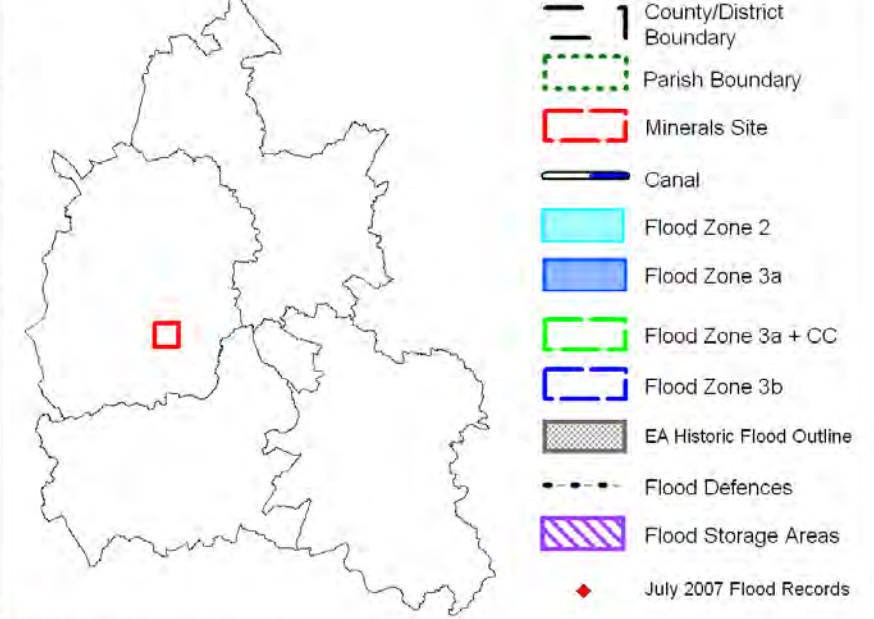 County/District
Boundary
Parish Boundary
Minerals Site
Canal
Flood Zone 2
Flood Zone 3a
Flood Zone 3a + CC
Flood Zone 3b
EA Historic Flood Outline
Flood Defences
Flood Storage Areas
July 2007 Flood Records